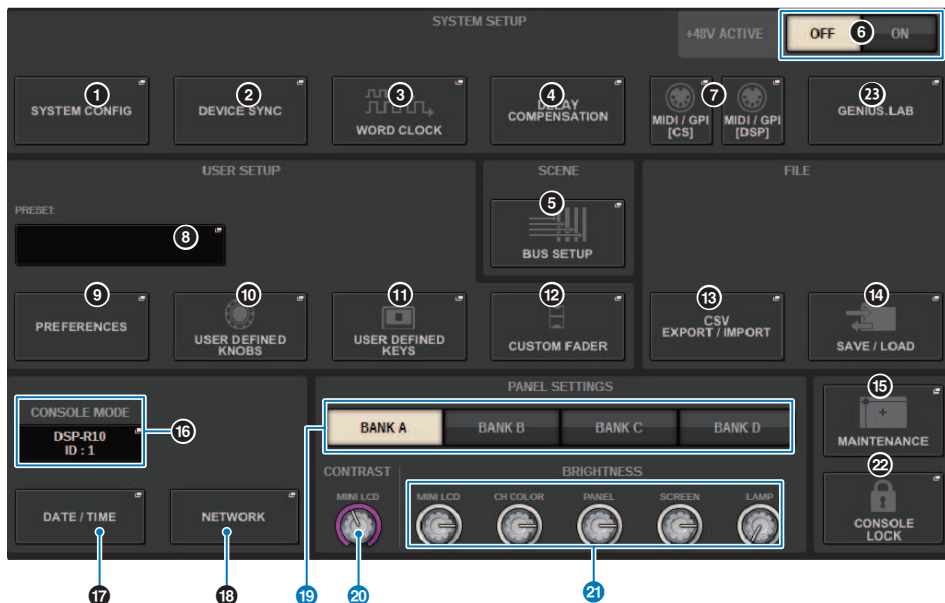 SYSTEM SETUP
+48V ACTIVE
OFF
6
ON
1
SYSTEM CONFIG
2
DEVICE SYNC
3
WORD CLOCK
4
DELAY
COMPENSATION
7
MIDI / GPI
[CS]
MIDI / GPI
[DSP]
23
GENIUS.LAB
USER SETUP
SCENE
FILE
PRESET:
8
5
BUS SETUP
9
PREFERENCES
10
USER DEFINED
KNOBS
11
USER DEFINED
KEYS
12
CUSTOM FADER
13
CSV
EXPORT / IMPORT
14
SAVE / LOAD
CONSOLE MODE
DSP-R10
ID : 1
16
PANEL SETTINGS
BANK A
BANK B
BANK C
BANK D
15
MAINTENANCE
CONTRAST
BRIGHTNESS
MINI LCD
MINI LCD
CH COLOR
PANEL
SCREEN
LAMP
22
CONSOLE
LOCK
DATE / TIME
NETWORK
17
18
19
20
21